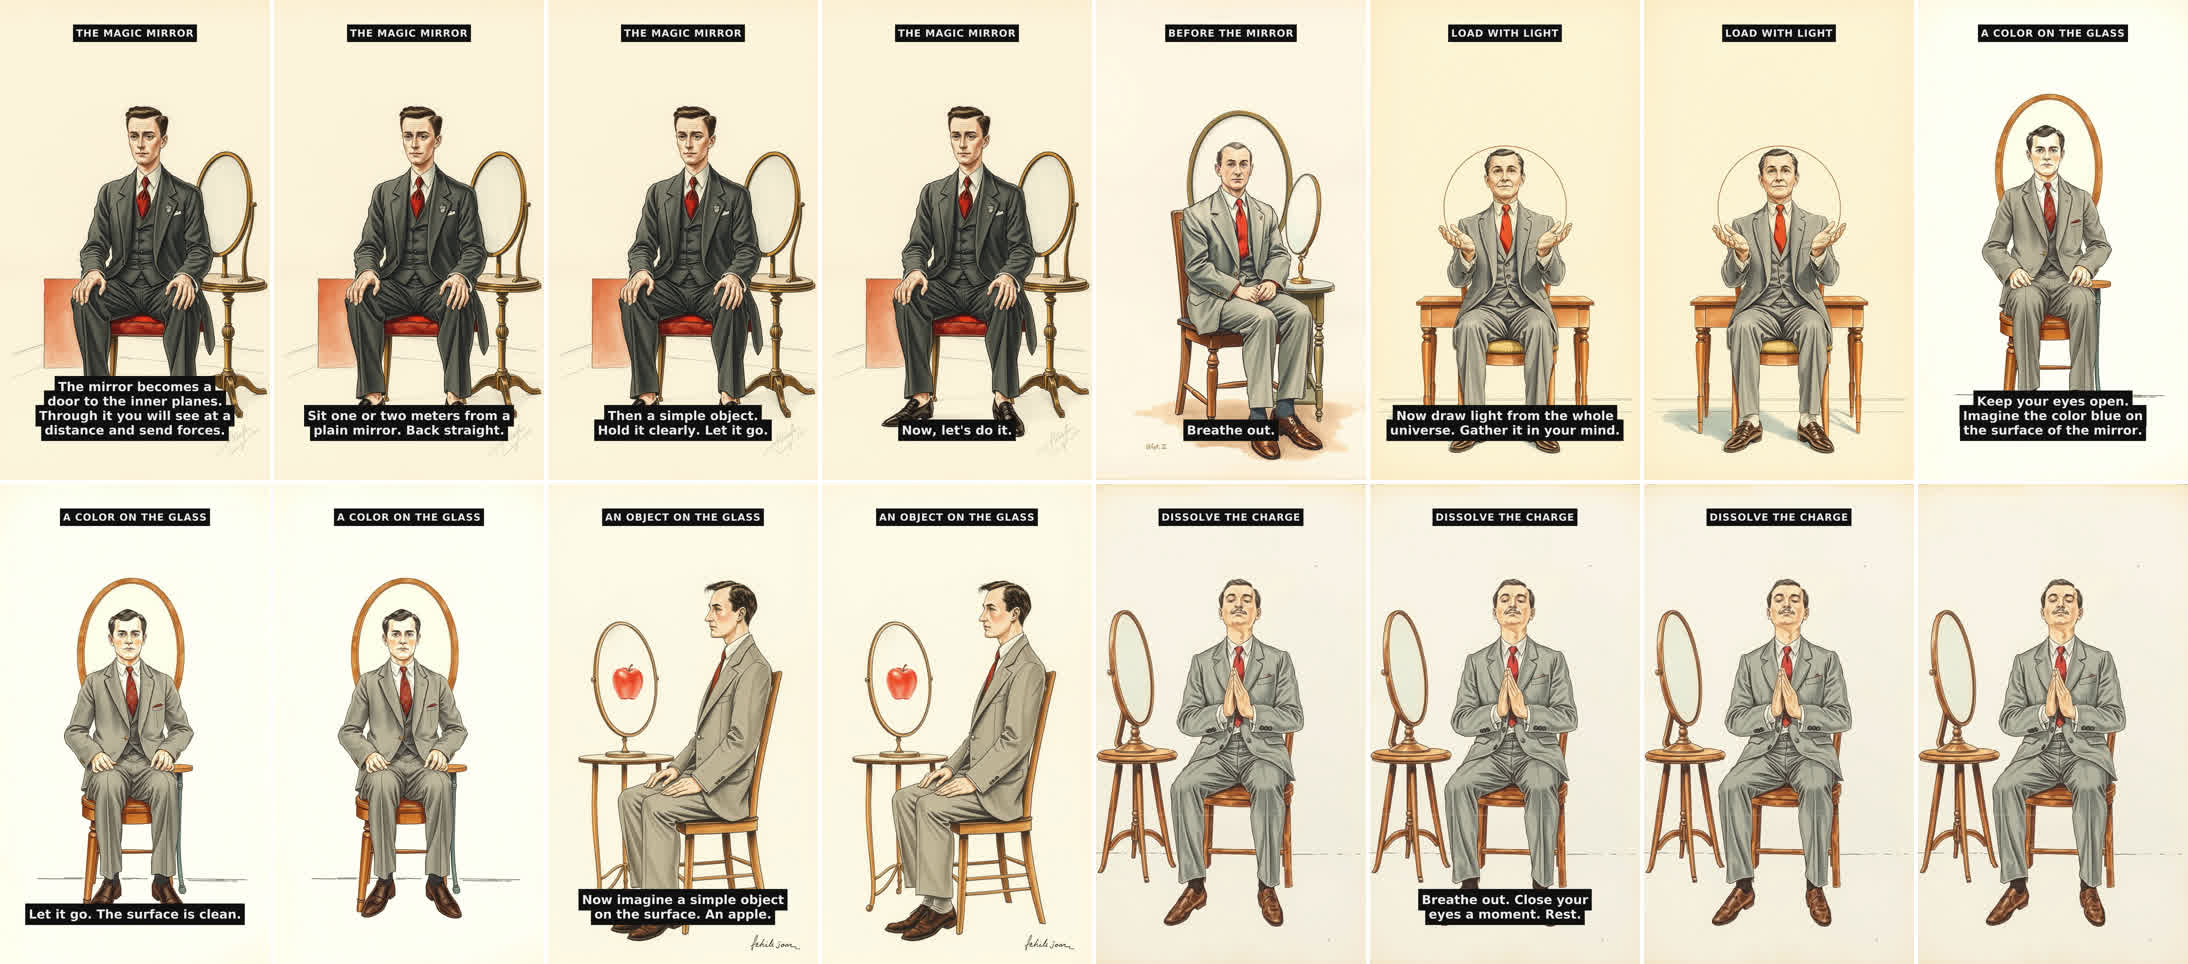 THE MAGIC MIRROR
The mirror becomes a
door to the inner planes.
Through it you will see at a
distance and send forces.
THE MAGIC MIRROR
Sit one or two meters from a
plain mirror. Back straight.
THE MAGIC MIRROR
Then a simple object.
Hold it clearly. Let it go.
THE MAGIC MIRROR
Now, let's do it.
BEFORE THE MIRROR
Breathe out.
LOAD WITH LIGHT
Now draw light from the whole
universe. Gather it in your mind.
LOAD WITH LIGHT
A COLOR ON THE GLASS
Keep your eyes open.
Imagine the color blue on
the surface of the mirror.
A COLOR ON THE GLASS
Let it go. The surface is clean.
A COLOR ON THE GLASS
AN OBJECT ON THE GLASS
Now imagine a simple object
on the surface. An apple.
AN OBJECT ON THE GLASS
DISSOLVE THE CHARGE
DISSOLVE THE CHARGE
Breathe out. Close your
eyes a moment. Rest.
DISSOLVE THE CHARGE